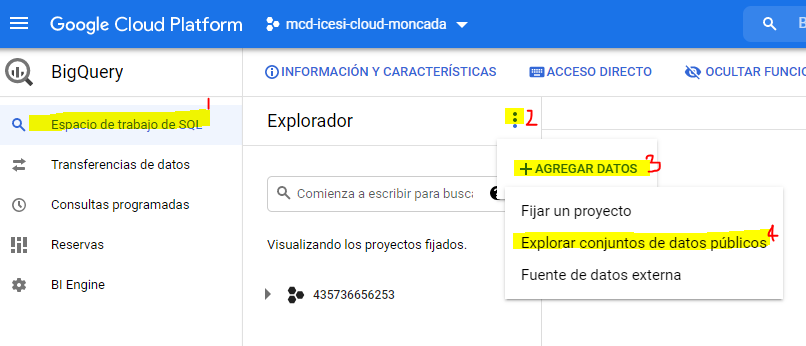 Google Cloud Platform
mcd-icesi-cloud-moncada
BigQuery
INFORMACIÓN Y CARACTERÍSTICAS
ACCESO DIRECTO
OCULTAR FUNCIO
Espacio de trabajo de SQL
1
Explorador
2
Transferencias de datos
+ AGREGAR DATOS
3
Comienza a escribir para busca
?
Consultas programadas
Fijar un proyecto
Reservas
Visualizando los proyectos fijados.
Explorar conjuntos de datos públicos
4
BI Engine
Fuente de datos externa
435736656253